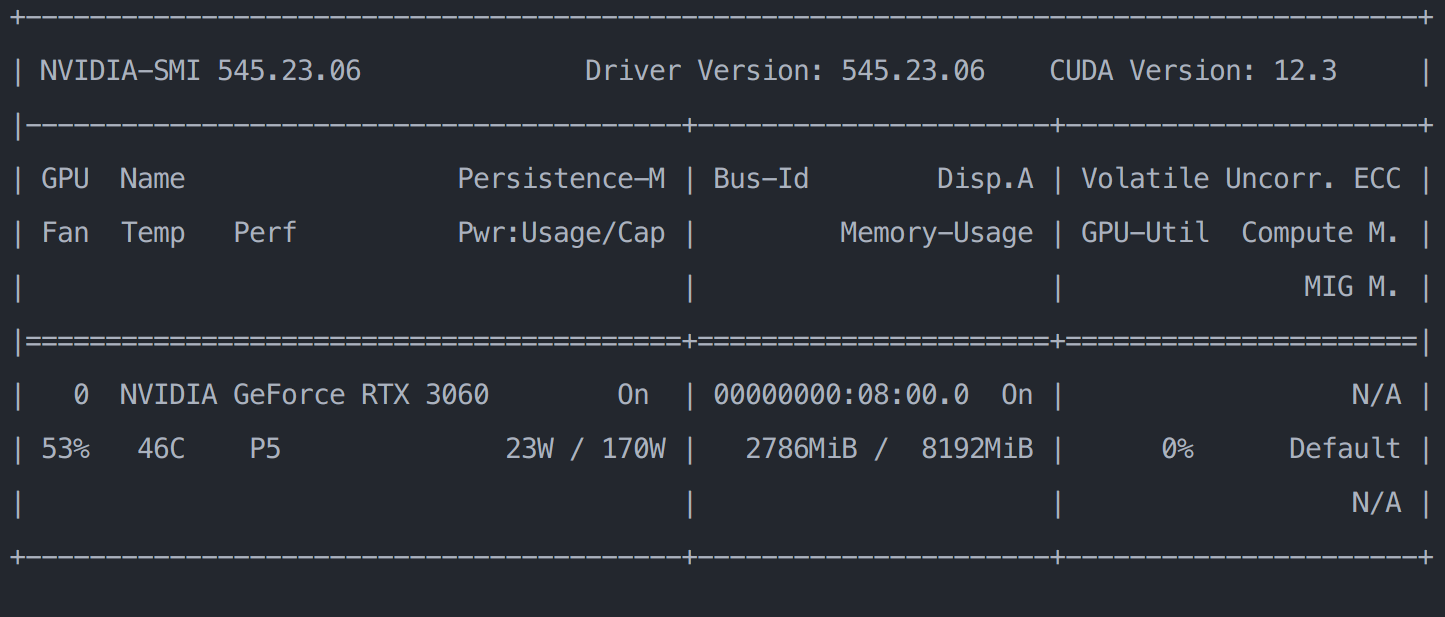 +---------------------------------------------------------------------------------------+
| NVIDIA-SMI 545.23.06              Driver Version: 545.23.06    CUDA Version: 12.3     |
|-----------------------------------------+----------------------+----------------------+
| GPU  Name                 Persistence-M | Bus-Id        Disp.A | Volatile Uncorr. ECC |
| Fan  Temp   Perf          Pwr:Usage/Cap |         Memory-Usage | GPU-Util  Compute M. |
|                                         |                      |               MIG M. |
|=========================================+======================+======================|
|   0  NVIDIA GeForce RTX 3060        On  | 00000000:08:00.0  On |                  N/A |
| 53%   46C    P5              23W / 170W |   2786MiB /  8192MiB |      0%      Default |
|                                         |                      |                  N/A |
+-----------------------------------------+----------------------+----------------------+